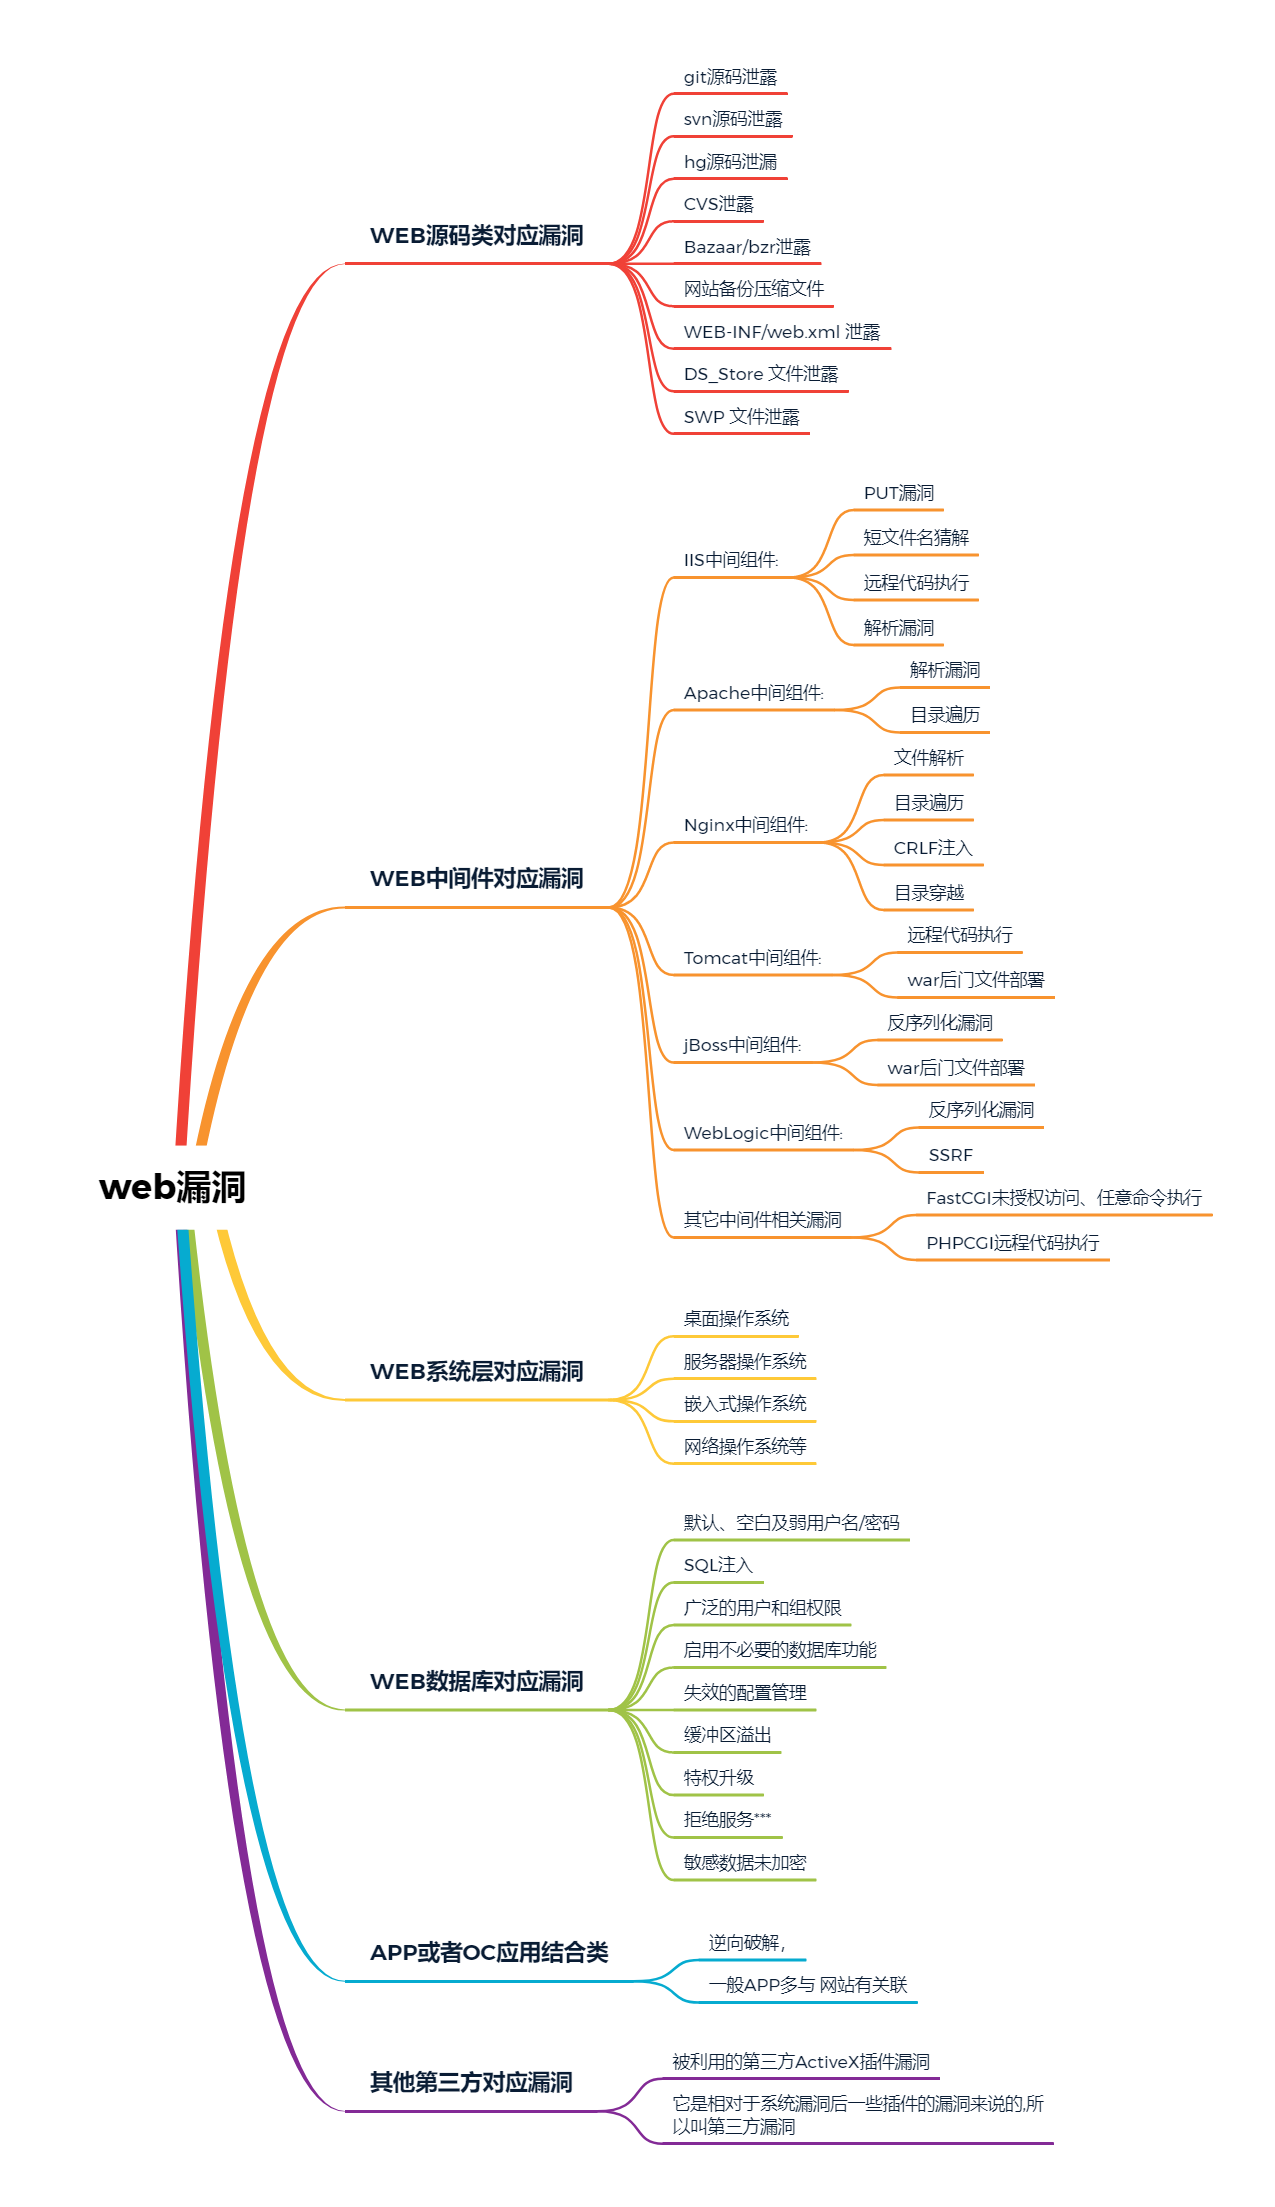 web漏洞
WEB源码类对应漏洞
git源码泄露
svn源码泄露
hg源码泄漏
CVS泄露
Bazaar/bzr泄露
网站备份压缩文件
WEB-INF/web.xml 泄露
DS_Store 文件泄露
SWP 文件泄露
WEB中间件对应漏洞
IIS中间组件:
PUT漏洞
短文件名猜解
远程代码执行
解析漏洞
Apache中间组件:
解析漏洞
目录遍历
Nginx中间组件:
文件解析
目录遍历
CRLF注入
目录穿越
Tomcat中间组件:
远程代码执行
war后门文件部署
jBoss中间组件:
反序列化漏洞
war后门文件部署
WebLogic中间组件:
反序列化漏洞
SSRF
其它中间件相关漏洞
FastCGI未授权访问、任意命令执行
PHPCGI远程代码执行
WEB系统层对应漏洞
桌面操作系统
服务器操作系统
嵌入式操作系统
网络操作系统等
WEB数据库对应漏洞
默认、空白及弱用户名/密码
SQL注入
广泛的用户和组权限
启用不必要的数据库功能
失效的配置管理
缓冲区溢出
特权升级
拒绝服务***
敏感数据未加密
APP或者OC应用结合类
逆向破解，
一般APP多与 网站有关联
其他第三方对应漏洞
被利用的第三方ActiveX插件漏洞
它是相对于系统漏洞后一些插件的漏洞来说的,所
以叫第三方漏洞